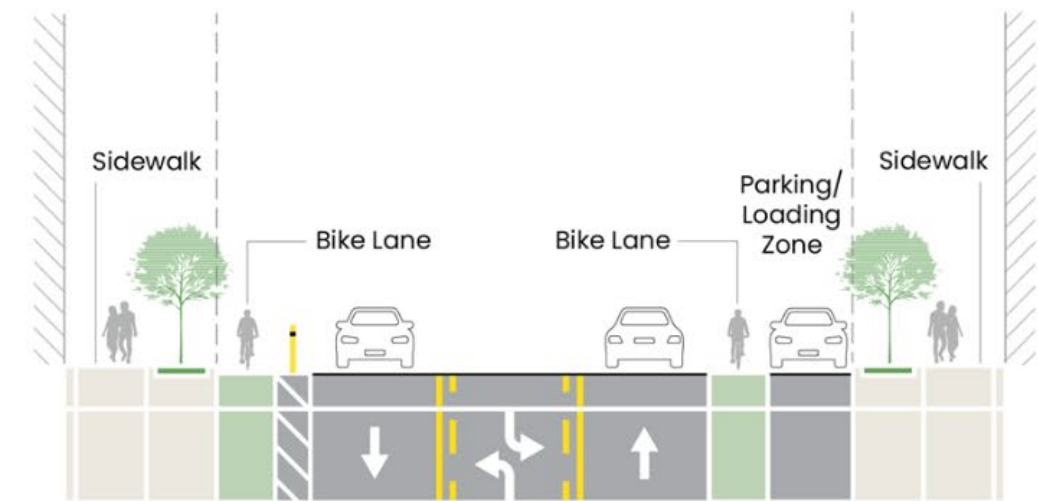 Sidewalk
Sidewalk
Parking/
Loading
Zone
Bike Lane
Bike Lane